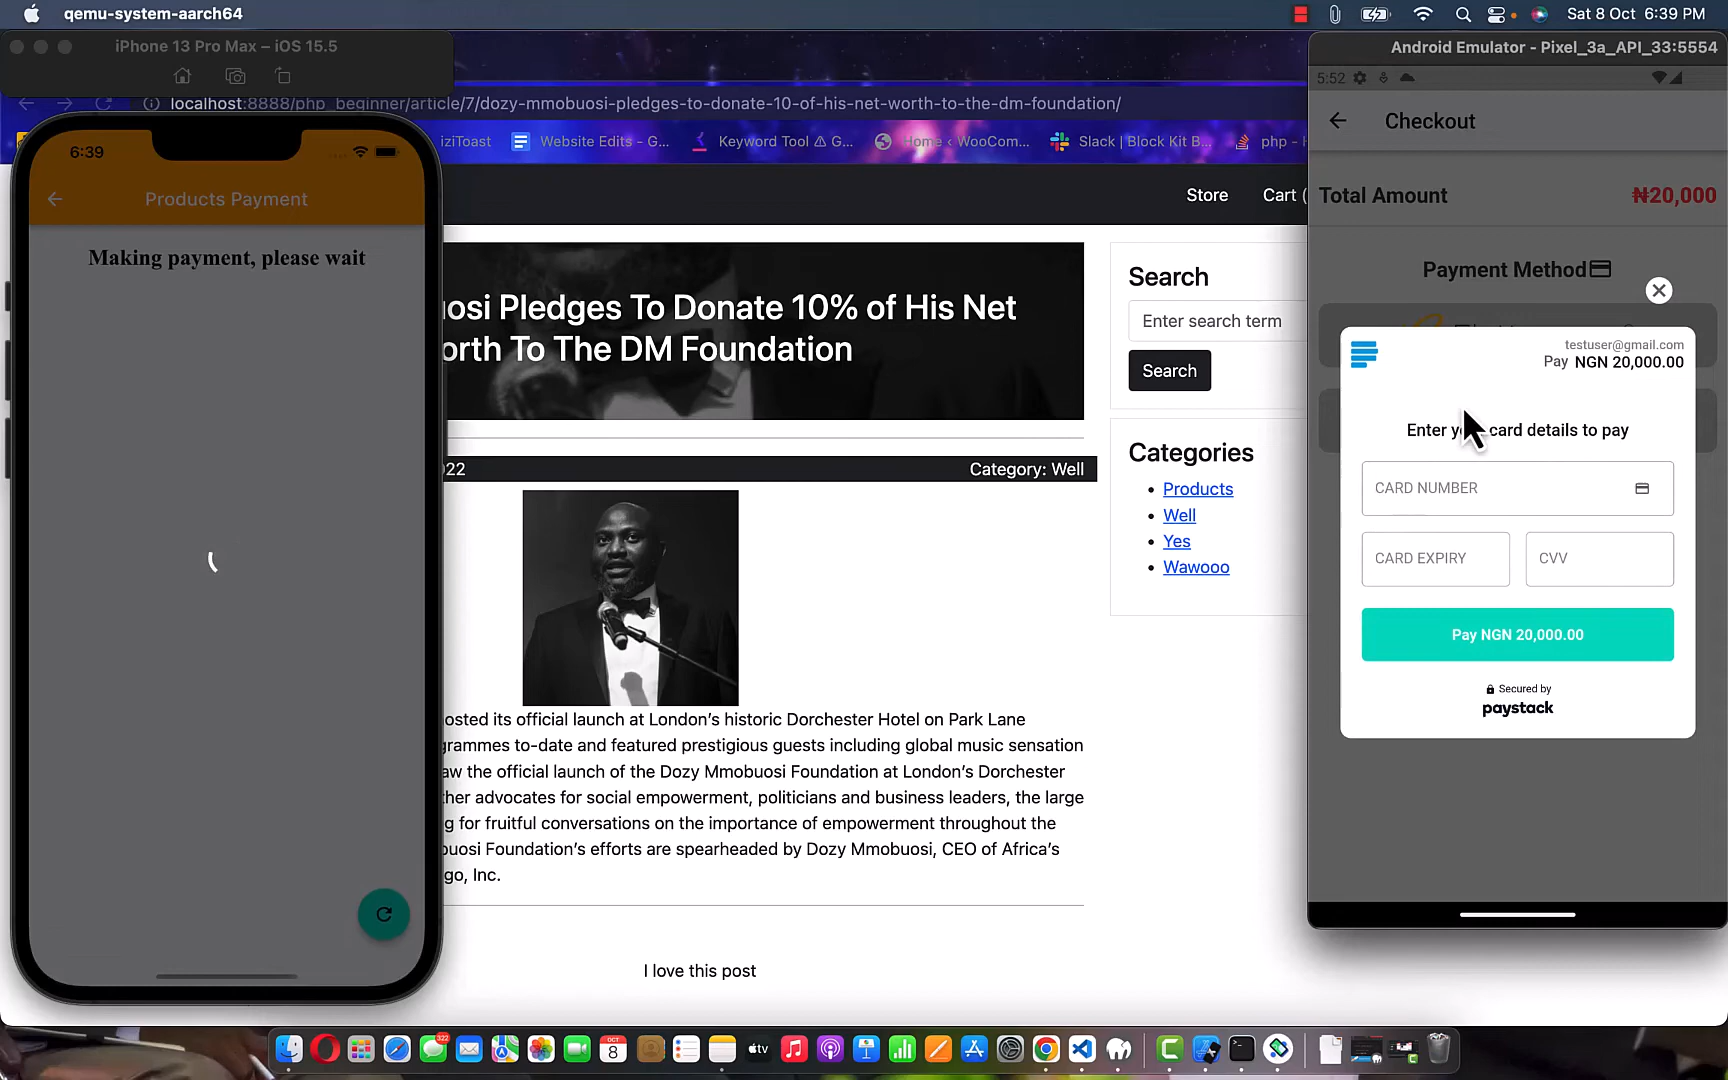 qemu-system-aarch64
Sat 8 Oct 6:39 PM
iPhone 13 Pro Max – iOS 15.5
localhost:8888/php_beginner/article/7/dozy-mmobuosi-pledges-to-donate-10-of-his-net-worth-to-the-dm-foundation/
iziToast
Website Edits - G...
Keyword Tool ⚠ G...
Home ‹ WooCom...
Slack | Block Kit B...
php -
6:39
Products Payment
Making payment, please wait
Store
Cart (
uosi Pledges To Donate 10% of His Net
orth To The DM Foundation
Search
Enter search term
Search
022
Category: Well
Categories
Products
Well
Yes
Wawooo
osted its official launch at London's historic Dorchester Hotel on Park Lane
grammes to-date and featured prestigious guests including global music sensation
aw the official launch of the Dozy Mmobuosi Foundation at London's Dorchester
her advocates for social empowerment, politicians and business leaders, the large
g for fruitful conversations on the importance of empowerment throughout the
buosi Foundation's efforts are spearheaded by Dozy Mmobuosi, CEO of Africa's
go, Inc.
I love this post
Android Emulator - Pixel_3a_API_33:5554
5:52
Checkout
Total Amount
₦20,000
Payment Method
testuser@gmail.com
Pay NGN 20,000.00
Enter your card details to pay
CARD NUMBER
CARD EXPIRY
CVV
Pay NGN 20,000.00
Secured by
paystack
322
OCT
8
tv